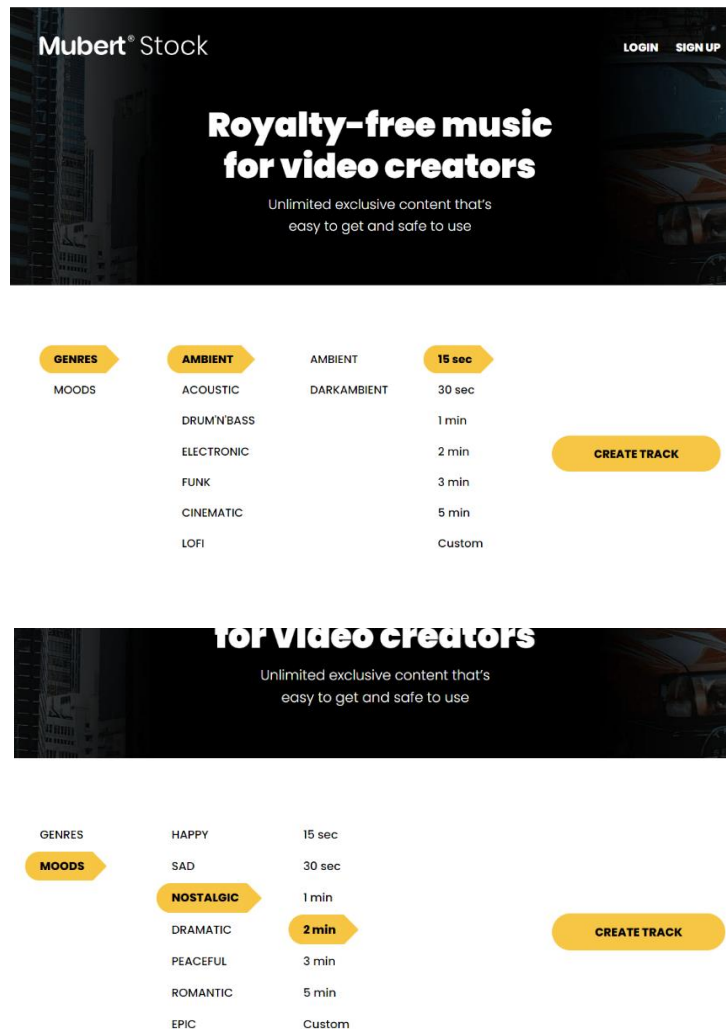 Mubert® Stock
LOGIN SIGN UP
Royalty-free music
for video creators
Unlimited exclusive content that's
easy to get and safe to use
GENRES AMBIENT AMBIENT 15 sec
MOODS ACOUSTIC DARKAMBIENT 30 sec
DRUM'N'BASS 1 min
ELECTRONIC 2 min CREATE TRACK
FUNK 3 min
CINEMATIC 5 min
LOFI Custom
for video creators
Unlimited exclusive content that's
easy to get and safe to use
GENRES HAPPY 15 sec
MOODS SAD 30 sec
NOSTALGIC 1 min
DRAMATIC 2 min CREATE TRACK
PEACEFUL 3 min
ROMANTIC 5 min
EPIC Custom